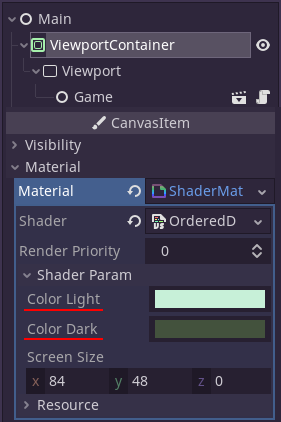 Main
ViewportContainer
Viewport
Game
CanvasItem
Visibility
Material
Material ShaderMat
Shader OrderedD
Render Priority 0
Shader Param
Color Light
Color Dark
Screen Size
x 84 y 48 z 0
Resource